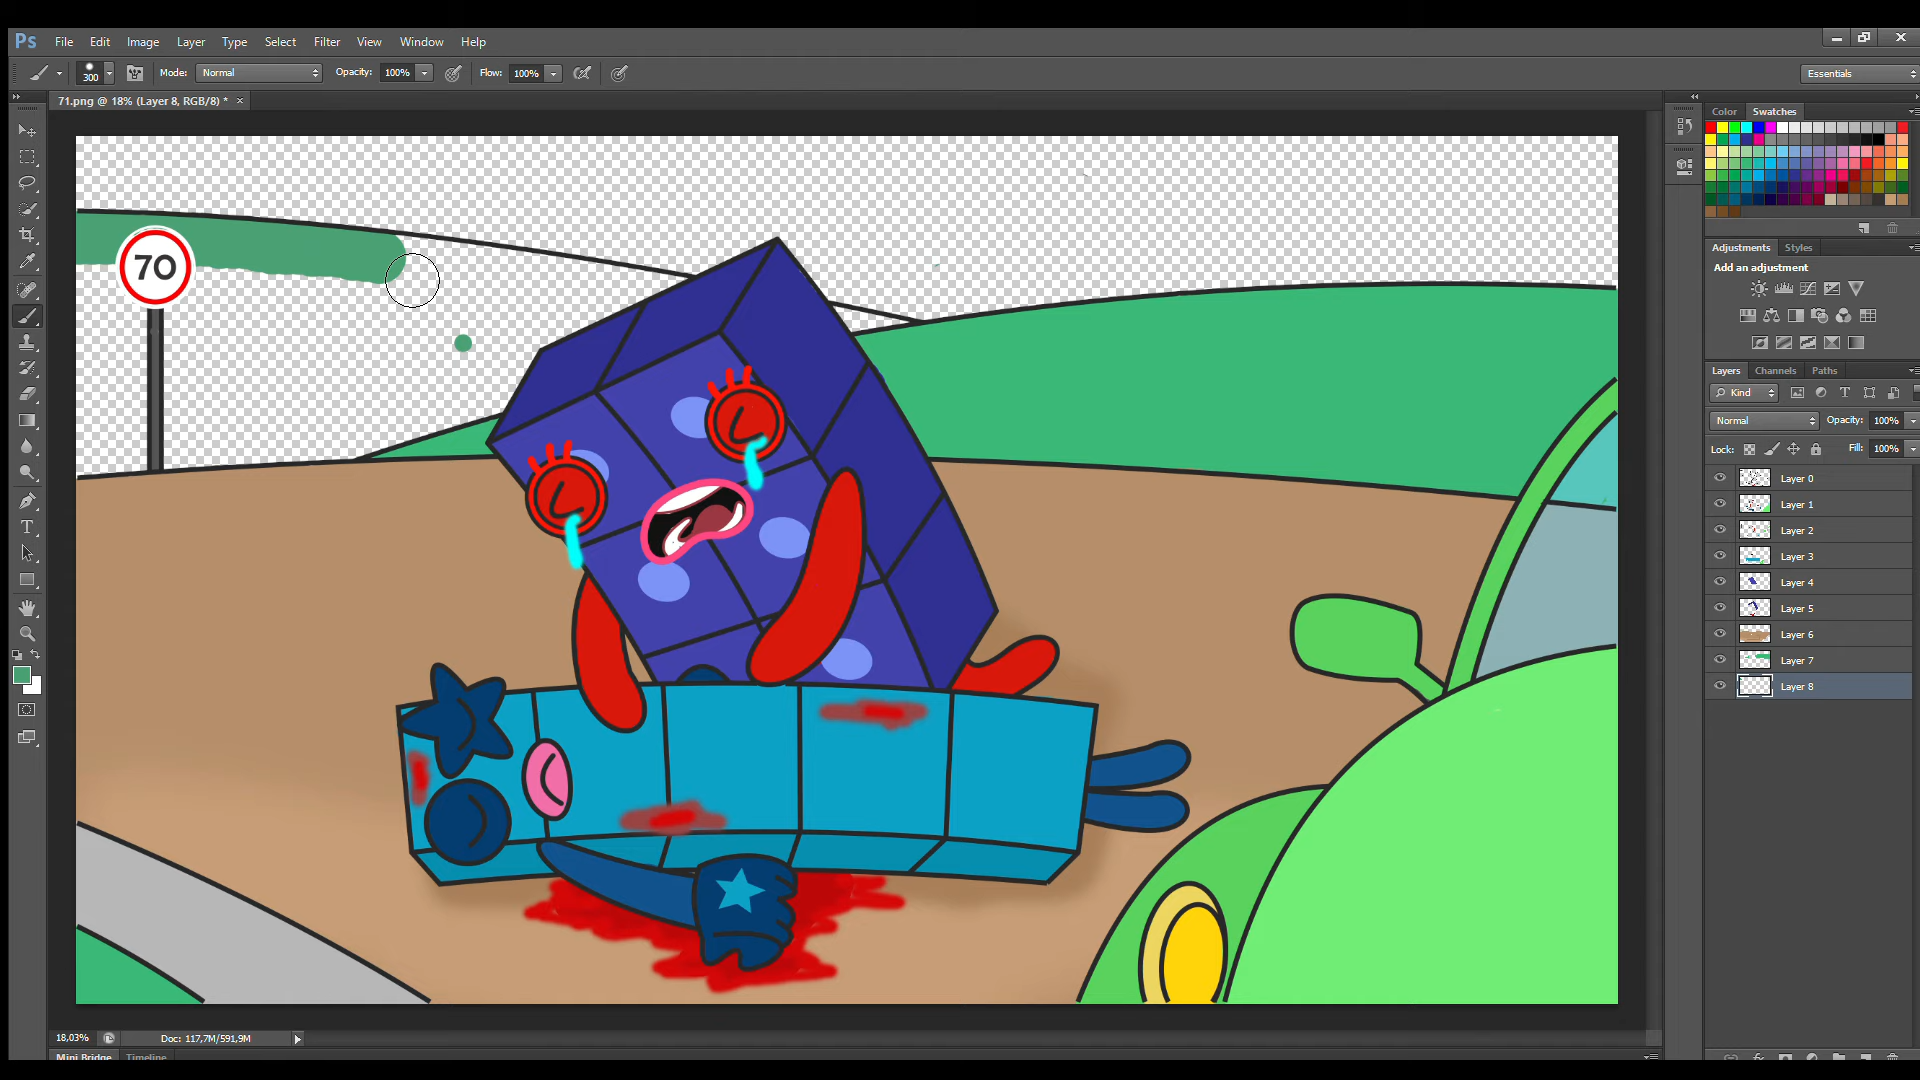 Ps File Edit Image Layer Type Select Filter View Window Help
300 Mode: Normal Opacity: 100% Flow: 100% Essentials
71.png @ 18% (Layer 8, RGB/8) * ×
Color Swatches
70
Adjustments Styles
Add an adjustment
Layers Channels Paths
Kind
Normal Opacity: 100%
Lock: Fill: 100%
Layer 0
Layer 1
Layer 2
Layer 3
Layer 4
Layer 5
Layer 6
Layer 7
Layer 8
18,03% Doc: 117,7M/591,9M
Mini Bridge Timeline